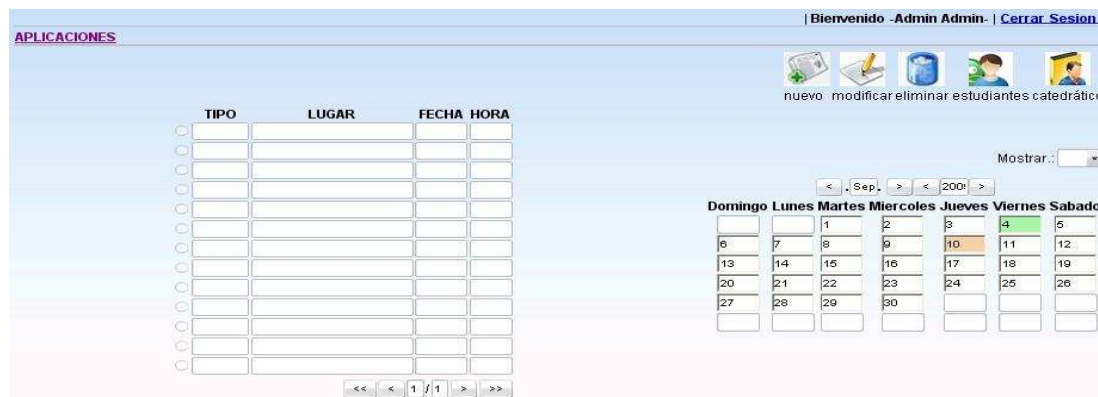 | Bienvenido -Admin Admin- | Cerrar Sesion
APLICACIONES
nuevo modificar eliminar estudiantes catedrático
TIPO LUGAR FECHA HORA
Mostrar.:
< . Sep. > < 200 >
Domingo Lunes Martes Miercoles Jueves Viernes Sabado
1 2 3 4 5
6 7 8 9 10 11 12
13 14 15 16 17 18 19
20 21 22 23 24 25 26
27 28 29 30
<< < 1 / 1 > >>